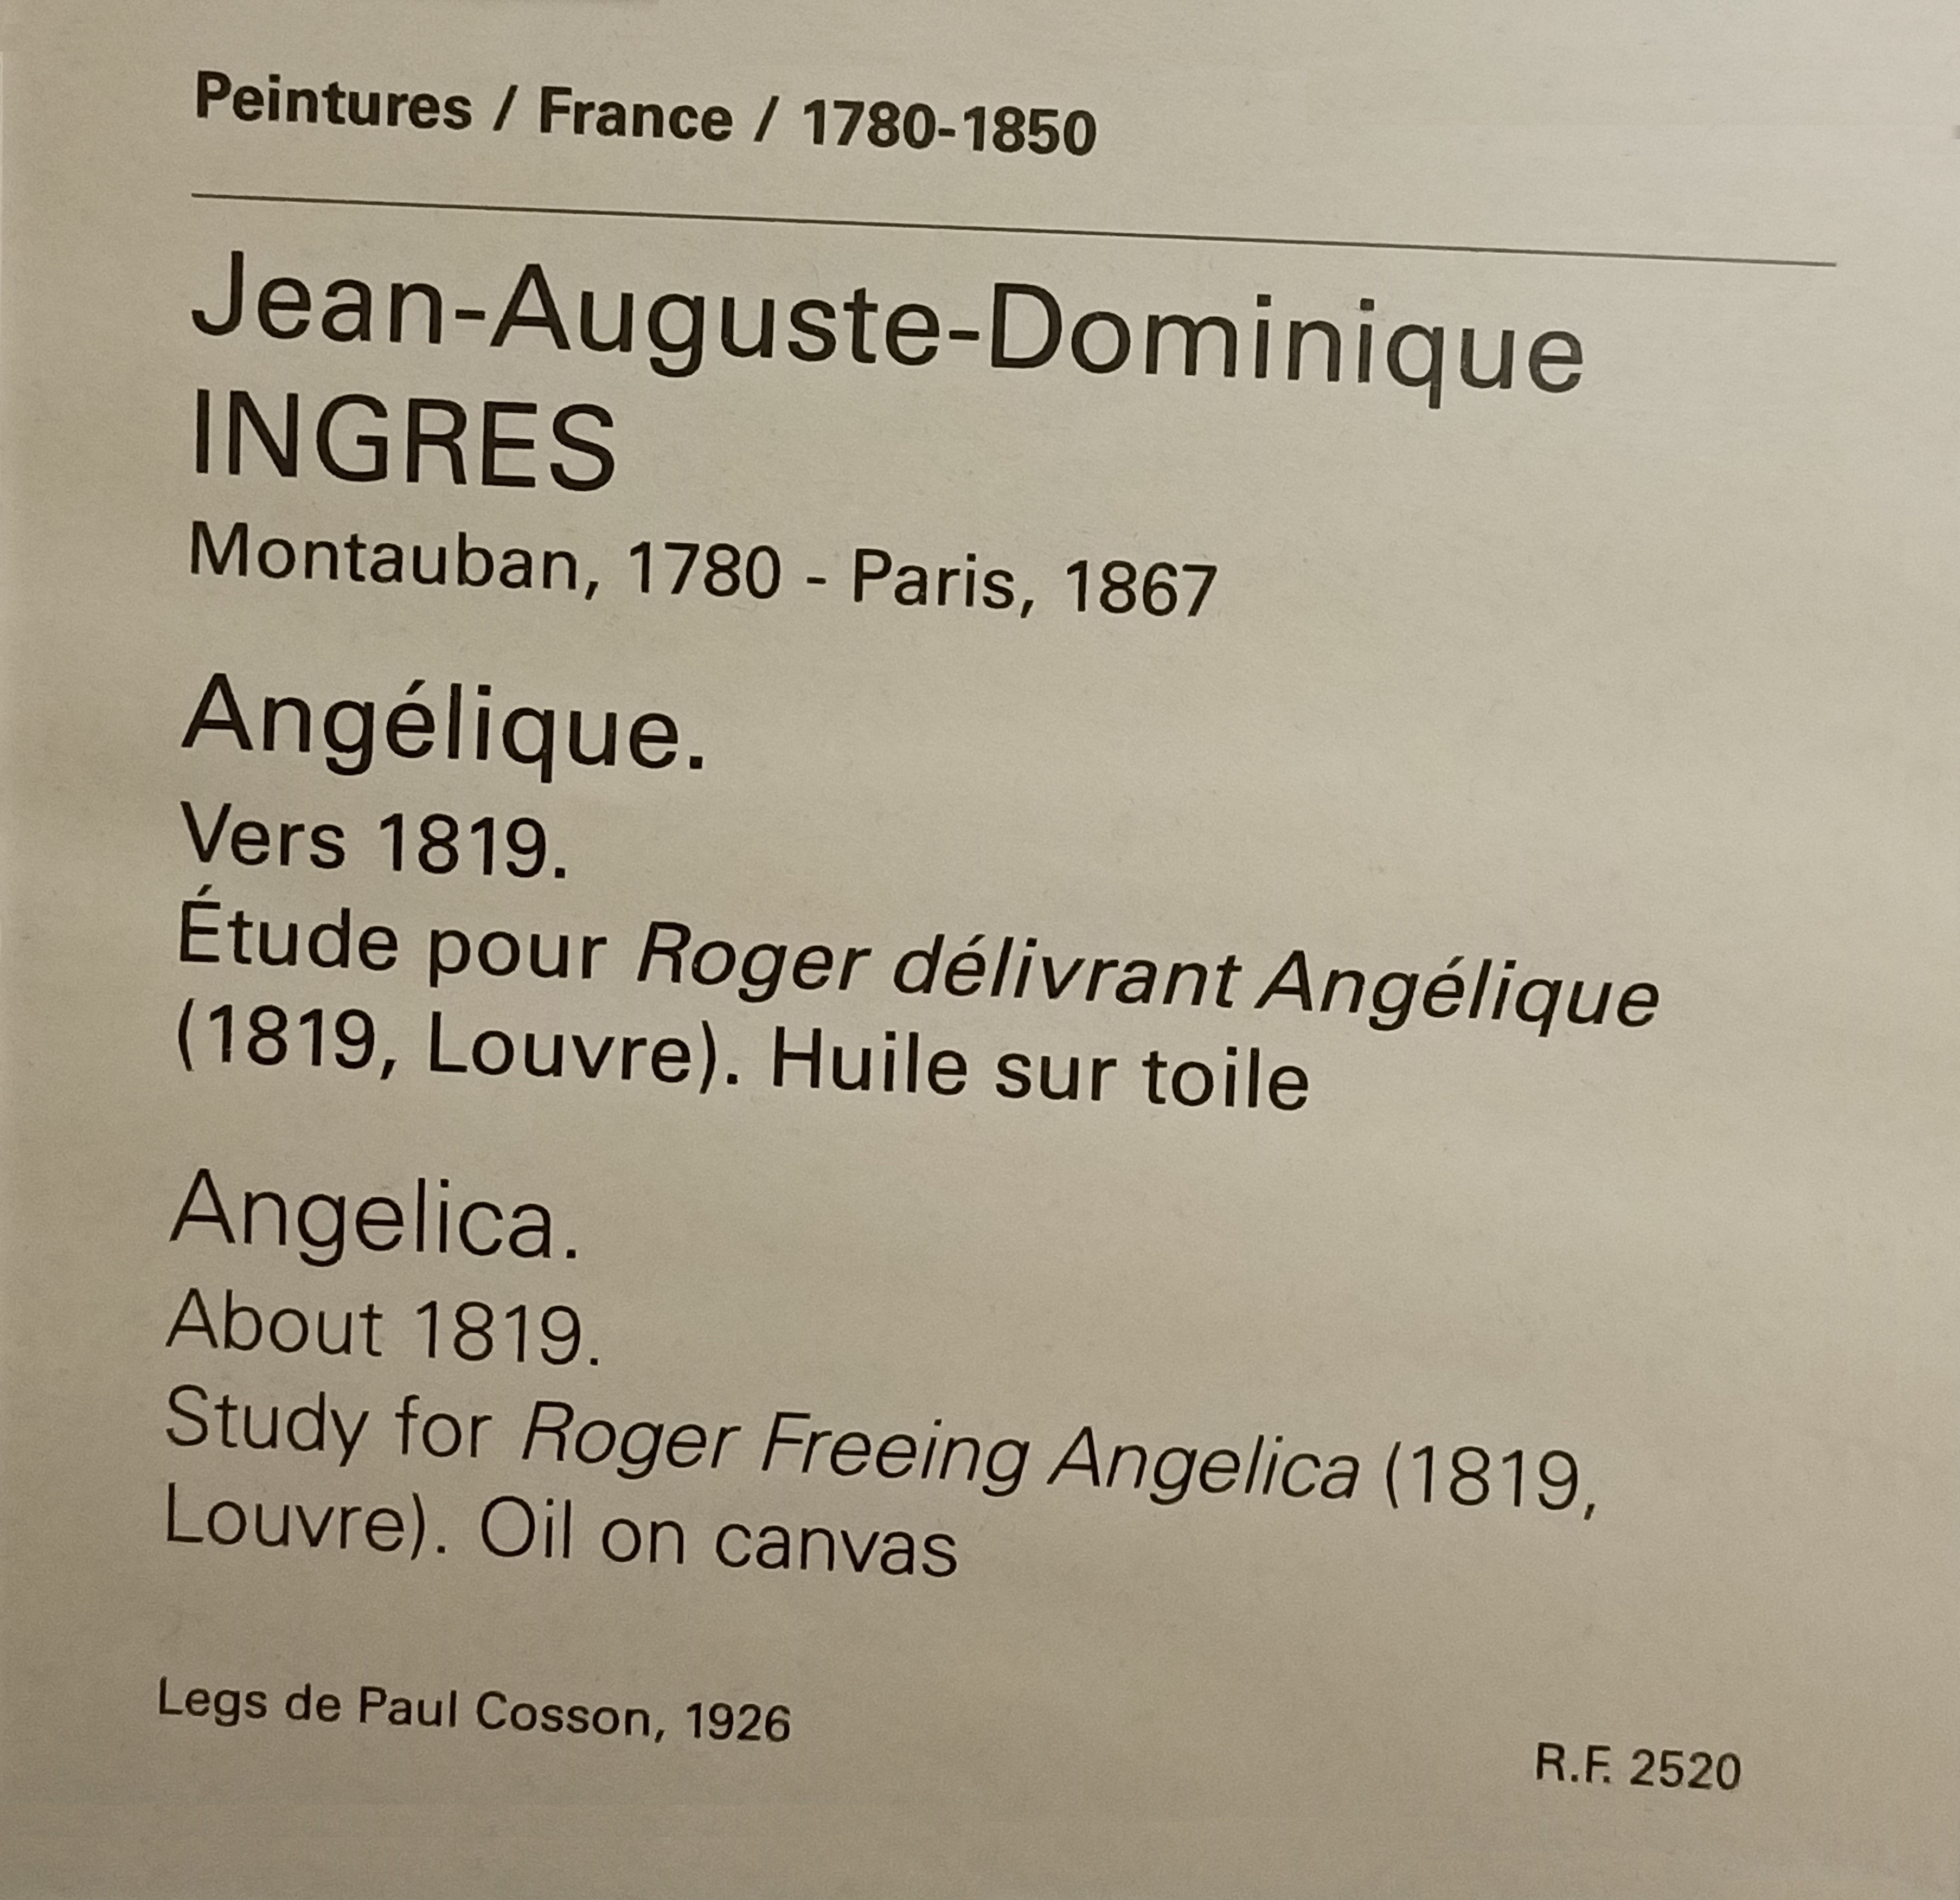 Peintures / France / 1780-1850
Jean-Auguste-Dominique
INGRES
Montauban, 1780 - Paris, 1867
Angélique.
Vers 1819.
Étude pour Roger délivrant Angélique
(1819, Louvre). Huile sur toile
Angelica.
About 1819.
Study for Roger Freeing Angelica (1819,
Louvre). Oil on canvas
Legs de Paul Cosson, 1926
R.F. 2520